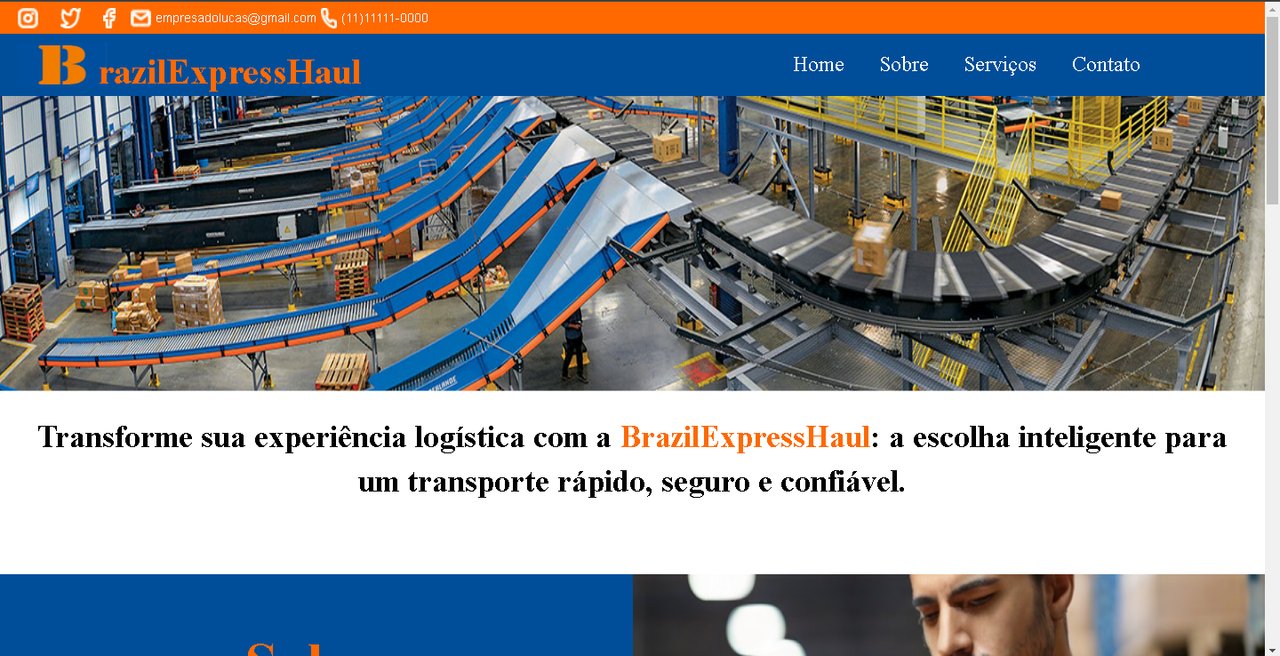 empresadolucas@gmail.com (11)11111-0000
BrazilExpressHaul
Home Sobre Serviços Contato
Transforme sua experiência logística com a BrazilExpressHaul: a escolha inteligente para
um transporte rápido, seguro e confiável.